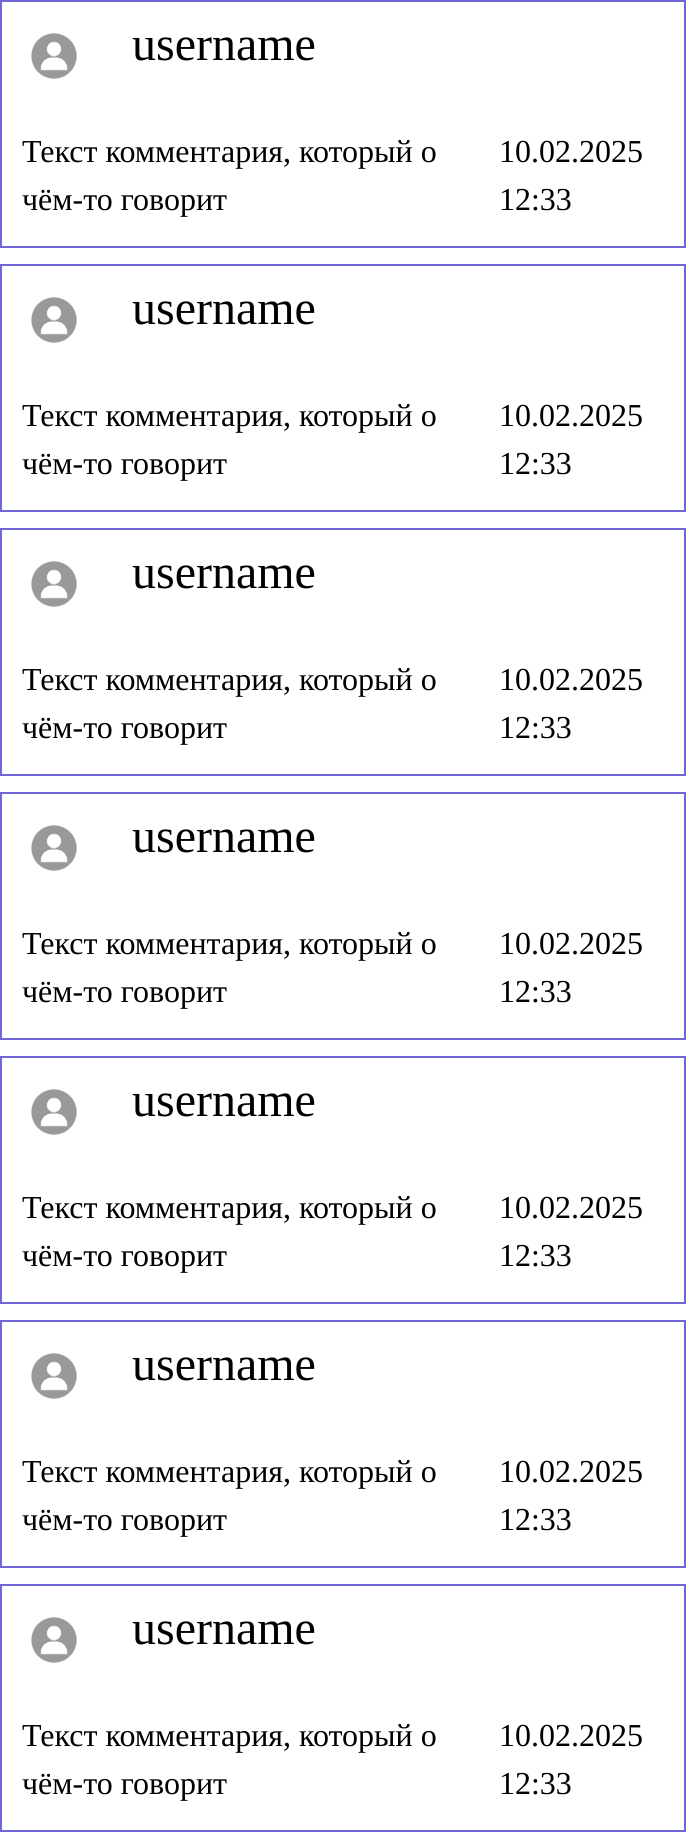 username
Текст комментария, который о
чём-то говорит
10.02.2025
12:33
username
Текст комментария, который о
чём-то говорит
10.02.2025
12:33
username
Текст комментария, который о
чём-то говорит
10.02.2025
12:33
username
Текст комментария, который о
чём-то говорит
10.02.2025
12:33
username
Текст комментария, который о
чём-то говорит
10.02.2025
12:33
username
Текст комментария, который о
чём-то говорит
10.02.2025
12:33
username
Текст комментария, который о
чём-то говорит
10.02.2025
12:33